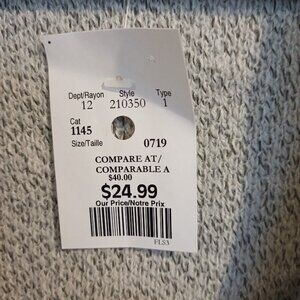 Dept/Rayon Style Type
12 210350 1
Cat
1145
Size/Taille 0719
COMPARE AT/
COMPARABLE A
$40.00
$24.99
Our Price/Notre Prix
FLS3